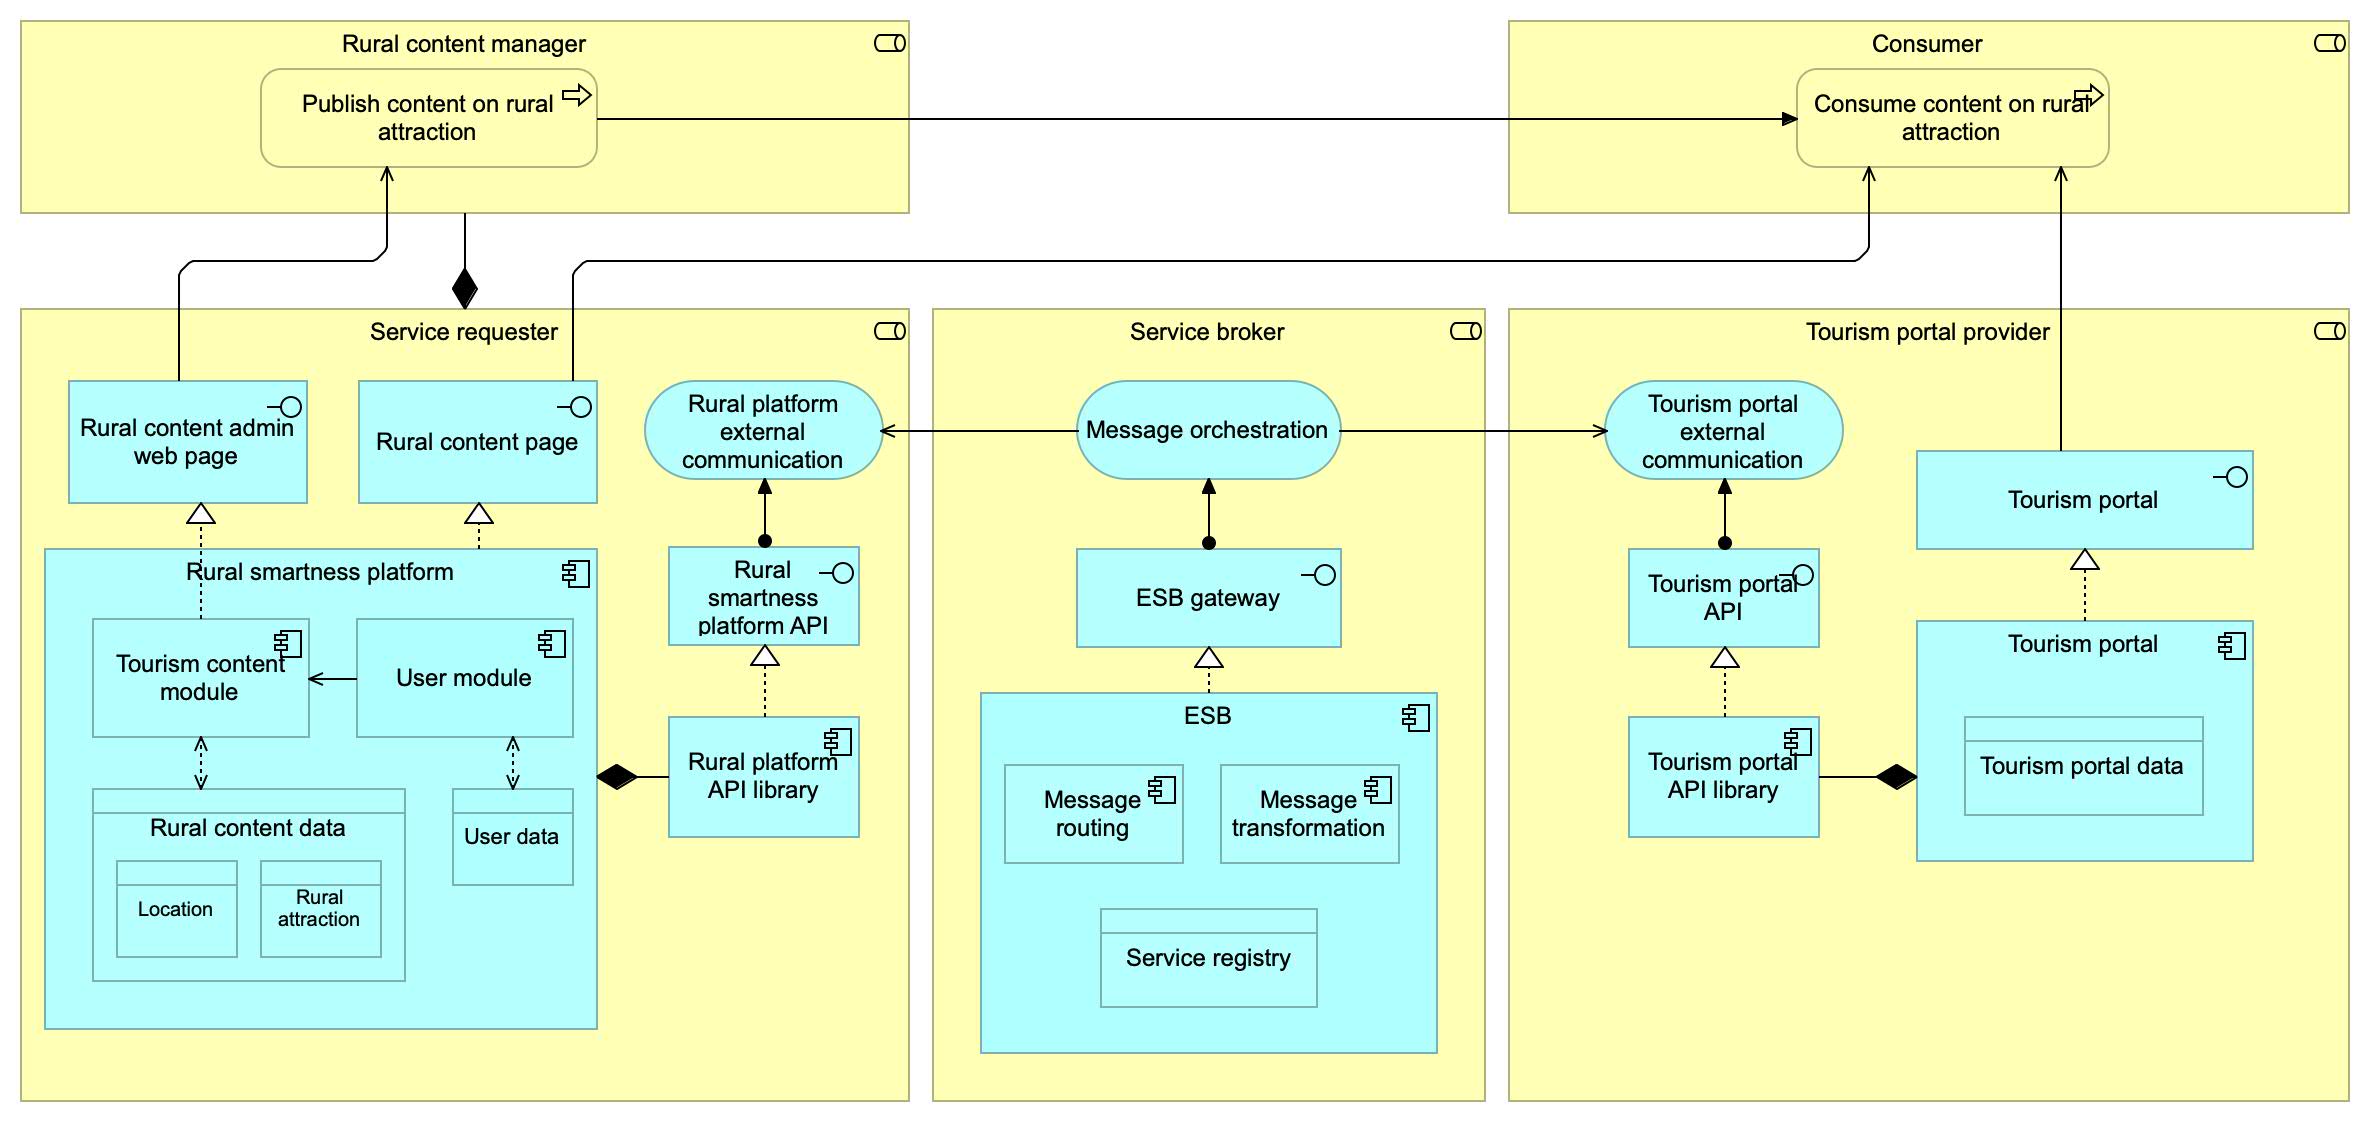 Rural content manager
Publish content on rural
attraction
Consumer
Consume content on rural
attraction
Service requester
Rural content admin
web page
Rural content page
Rural platform
external
communication
Rural smartness platform
Rural
smartness
platform API
Tourism content
module
User module
Rural platform
API library
Rural content data
Location
Rural
attraction
User data
Service broker
Message orchestration
ESB gateway
ESB
Message
routing
Message
transformation
Service registry
Tourism portal provider
Tourism portal
external
communication
Tourism portal
Tourism portal
API
Tourism portal
Tourism portal
API library
Tourism portal data